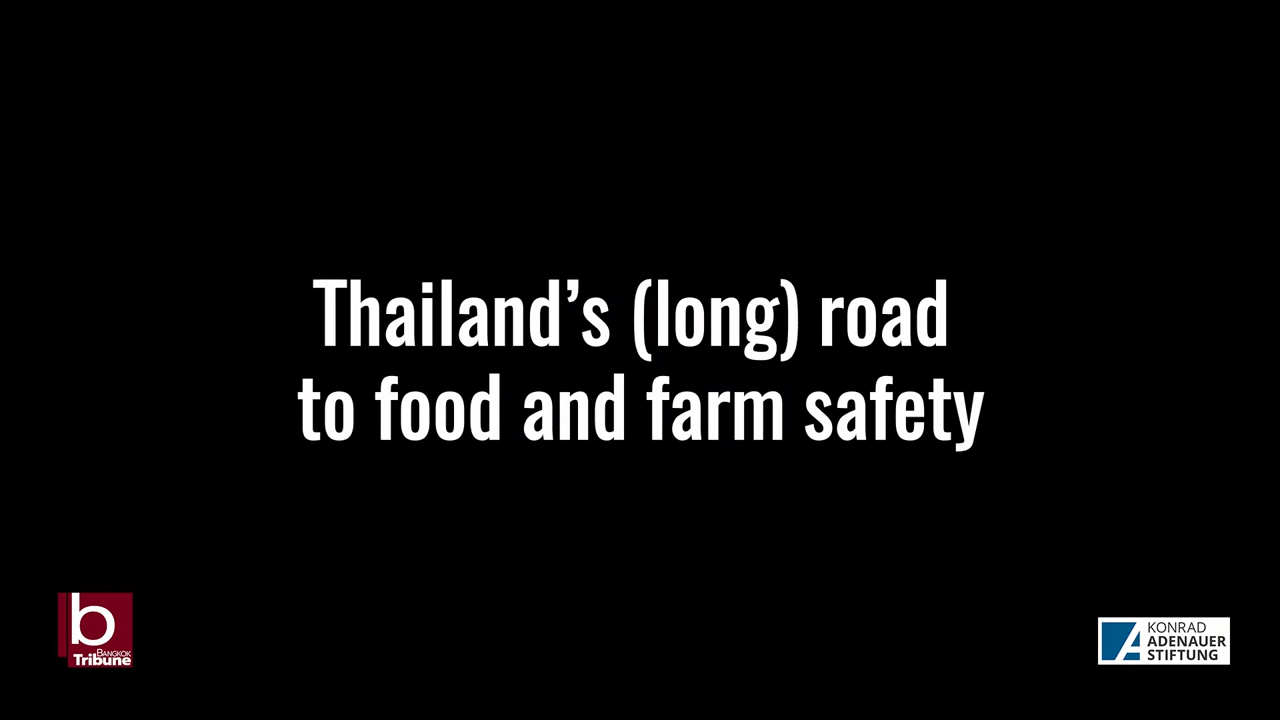 Thailand’s (long) road
to food and farm safety
b
BANGKOK
Tribune
KONRAD
ADENAUER
STIFTUNG